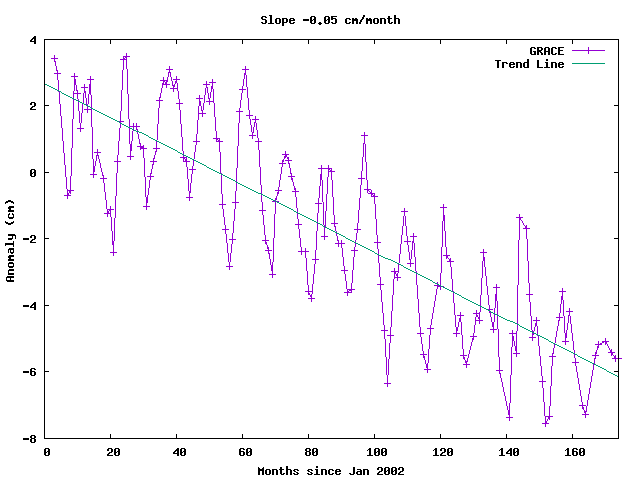 Slope -0.05 cm/month
GRACE
Trend Line
4
2
0
-2
-4
-6
-8
Anomaly (cm)
0 20 40 60 80 100 120 140 160
Months since Jan 2002